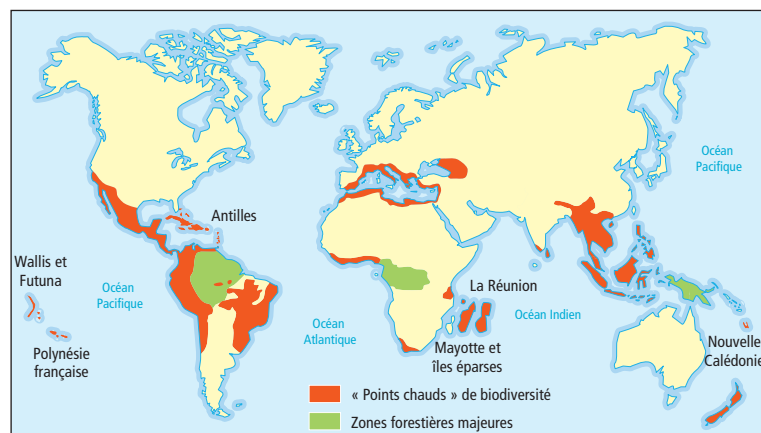 Océan
Pacifique
Antilles
Wallis et
Futuna
Océan
Pacifique
La Réunion
Océan Indien
Polynésie
française
Océan
Atlantique
Mayotte et
îles éparses
Nouvelle
Calédonie
« Points chauds » de biodiversité
Zones forestières majeures